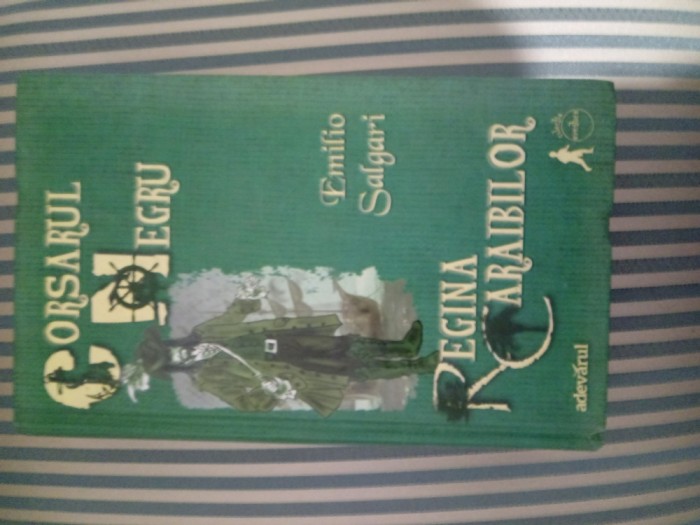 CORSARUL
NEGRU
Emilio
Salgari
REGINA
CARAIBILOR
adevărul